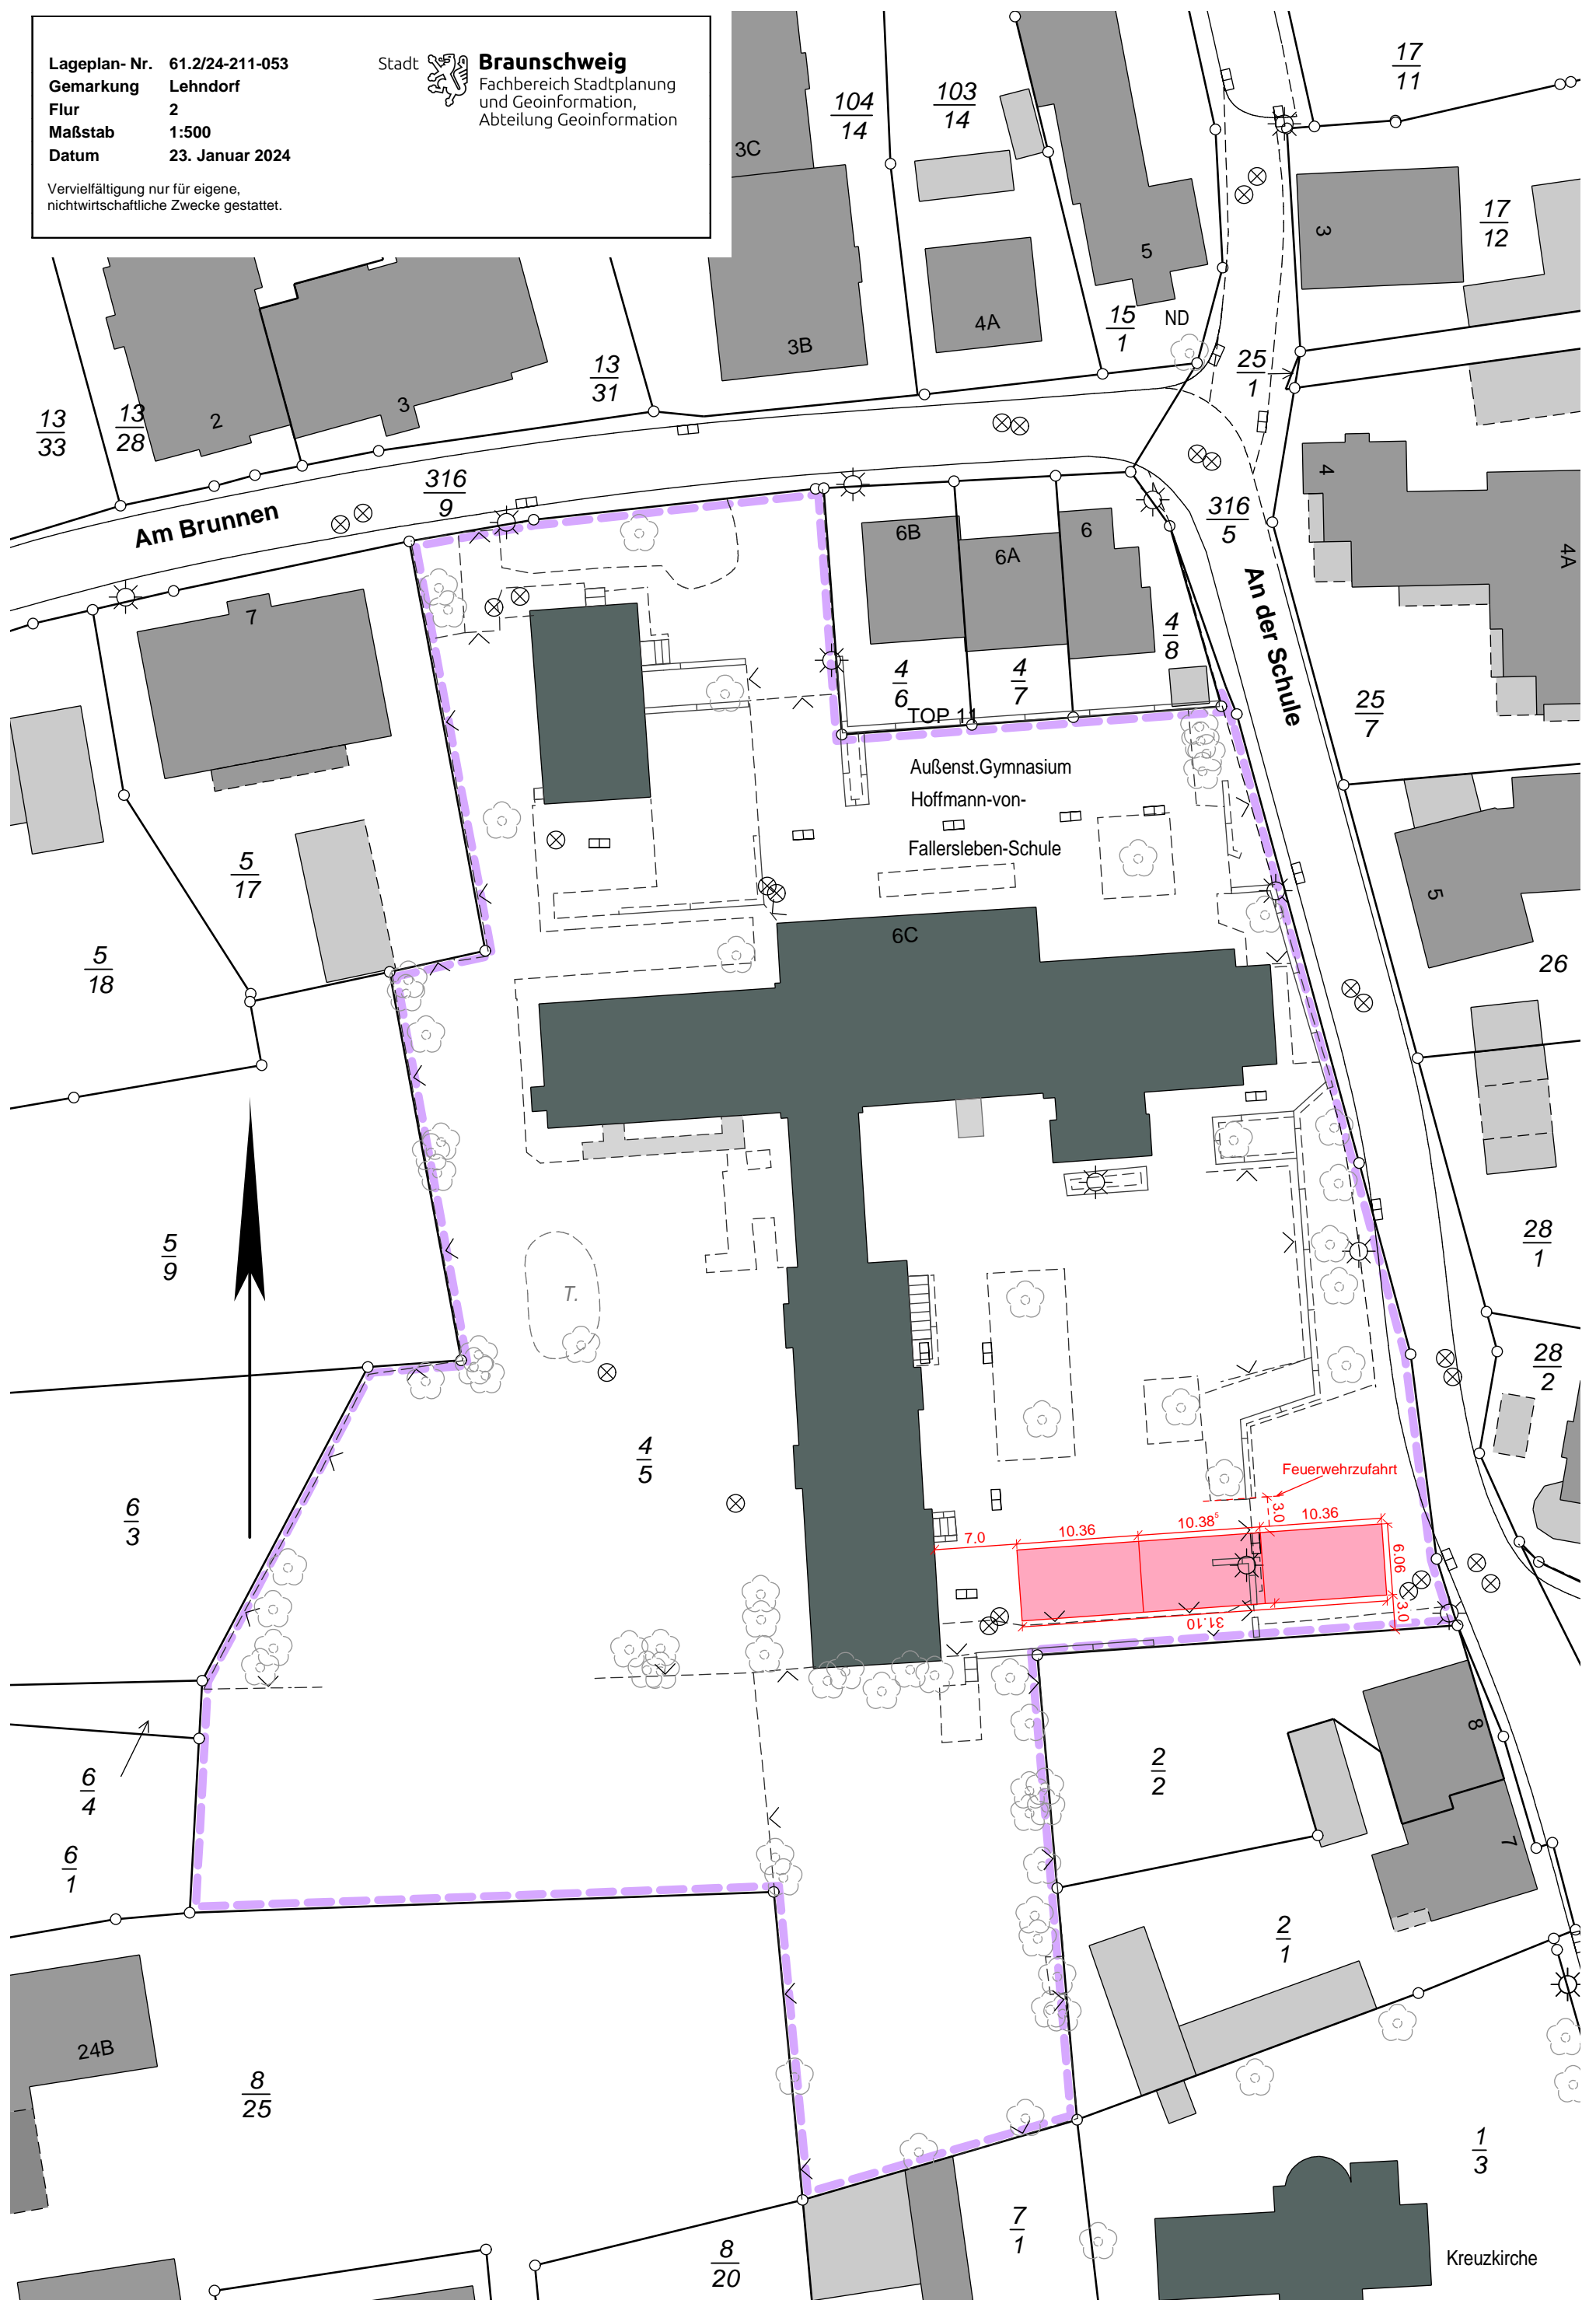 Lageplan- Nr. 61.2/24-211-053
Gemarkung Lehndorf
Flur 2
Maßstab 1:500
Datum 23. Januar 2024
Vervielfältigung nur für eigene,
nichtwirtschaftliche Zwecke gestattet.
Stadt Braunschweig
Fachbereich Stadtplanung
und Geoinformation,
Abteilung Geoinformation
17
11
104
14
103
14
3C
17
12
3
5
15
1
ND
4A
3B
25
1
13
31
3
2
13
28
13
33
4
316
9
316
5
Am Brunnen
6B
6A
6
4A
An der Schule
7
4
8
4
6
4
7
TOP 11
25
7
Außenst.Gymnasium
Hoffmann-von-
Fallersleben-Schule
5
17
5
6C
5
18
26
5
9
28
1
T.
28
2
4
5
6
3
Feuerwehrzufahrt
7.0
10.36
10.38⁵
3.0
10.36
6.06
3.0
31.10
6
4
2
2
8
7
6
1
2
1
24B
8
25
1
3
7
1
8
20
Kreuzkirche